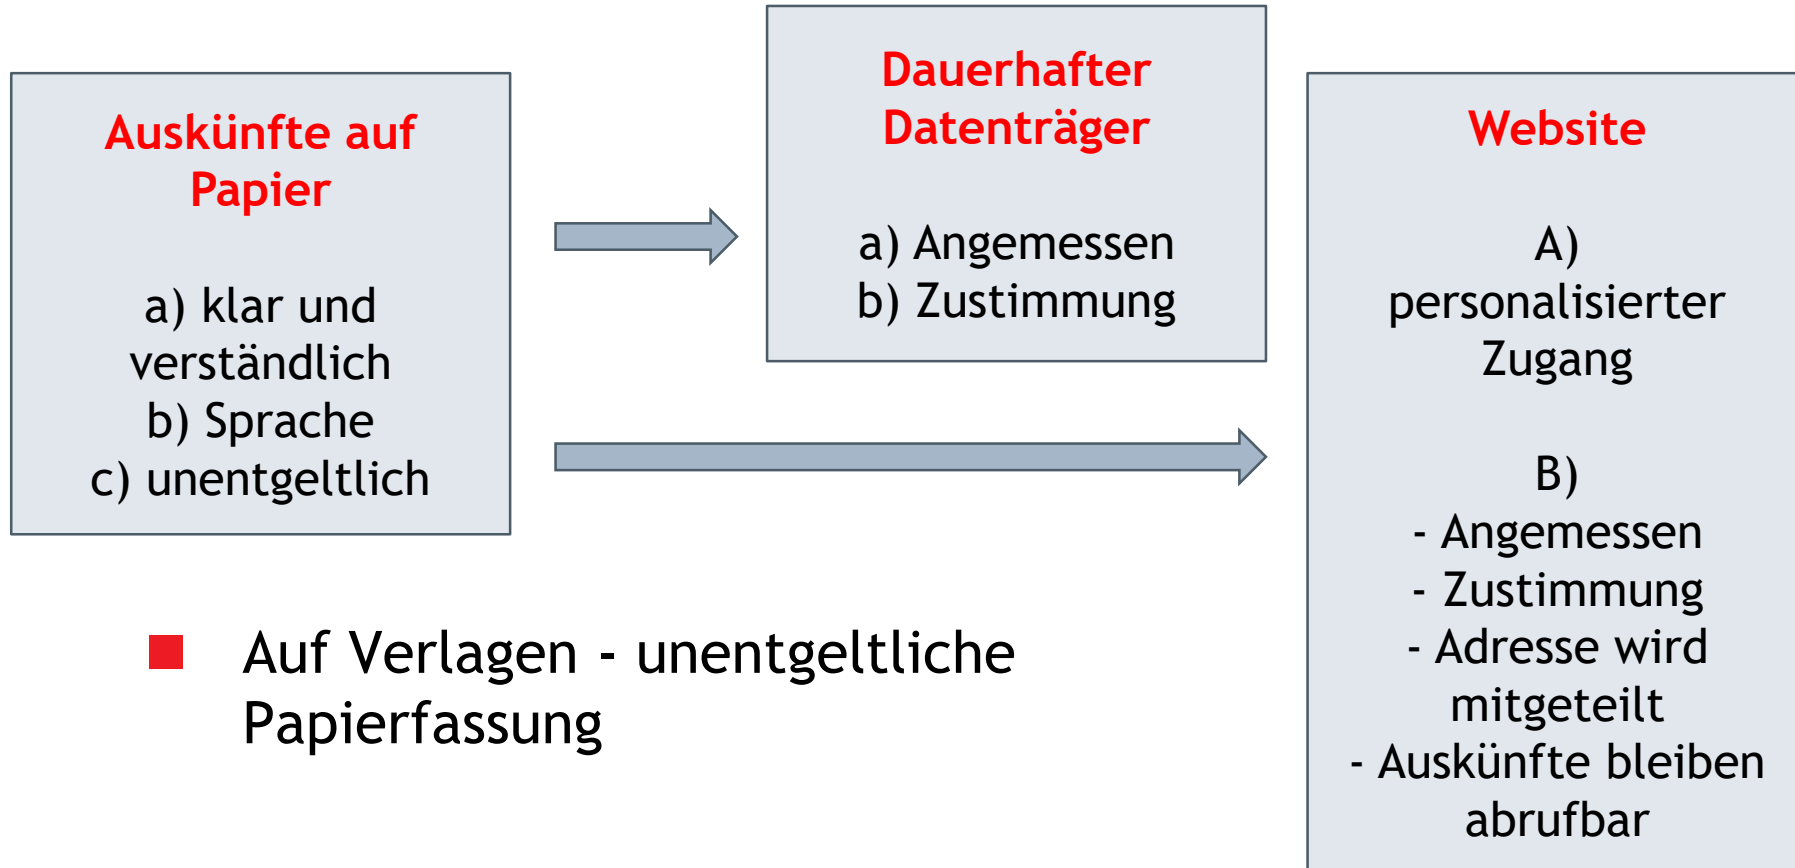 Auskünfte auf
Papier
a) klar und
verständlich
b) Sprache
c) unentgeltlich
Dauerhafter
Datenträger
a) Angemessen
b) Zustimmung
Website
A)
personalisierter
Zugang
B)
- Angemessen
- Zustimmung
- Adresse wird
mitgeteilt
- Auskünfte bleiben
abrufbar
Auf Verlagen - unentgeltliche
Papierfassung